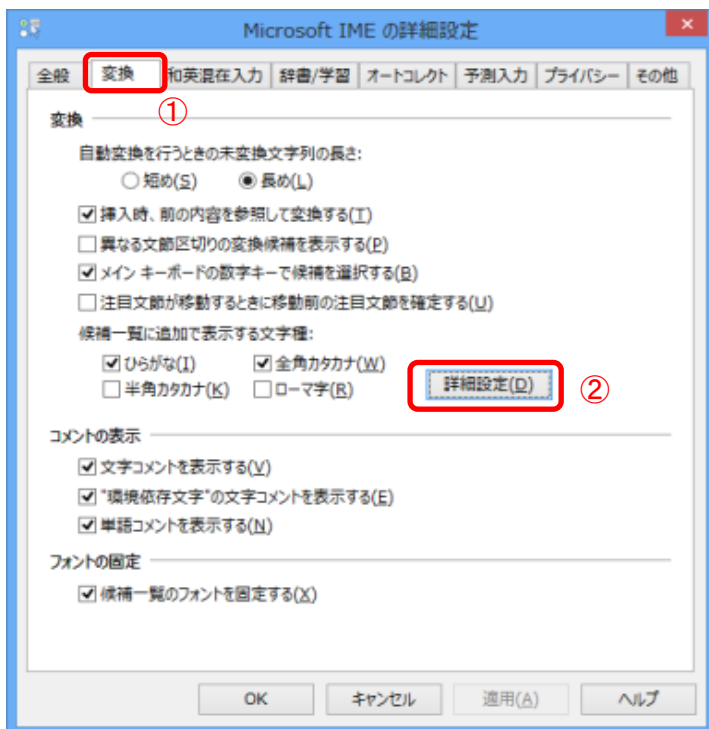 Microsoft IME の詳細設定
全般 変換 和英混在入力 辞書/学習 オートコレクト 予測入力 プライバシー その他
①
変換
自動変換を行うときの未変換文字列の長さ:
短め(S) 長め(L)
挿入時、前の内容を参照して変換する(T)
異なる文節区切りの変換候補を表示する(P)
メイン キーボードの数字キーで候補を選択する(B)
注目文節が移動するときに移動前の注目文節を確定する(U)
候補一覧に追加で表示する文字種:
ひらがな(I) 全角カタカナ(W)
半角カタカナ(K) ローマ字(R) 詳細設定(D) ②
コメントの表示
文字コメントを表示する(V)
"環境依存文字"の文字コメントを表示する(E)
単語コメントを表示する(N)
フォントの固定
候補一覧のフォントを固定する(X)
OK キャンセル 適用(A) ヘルプ